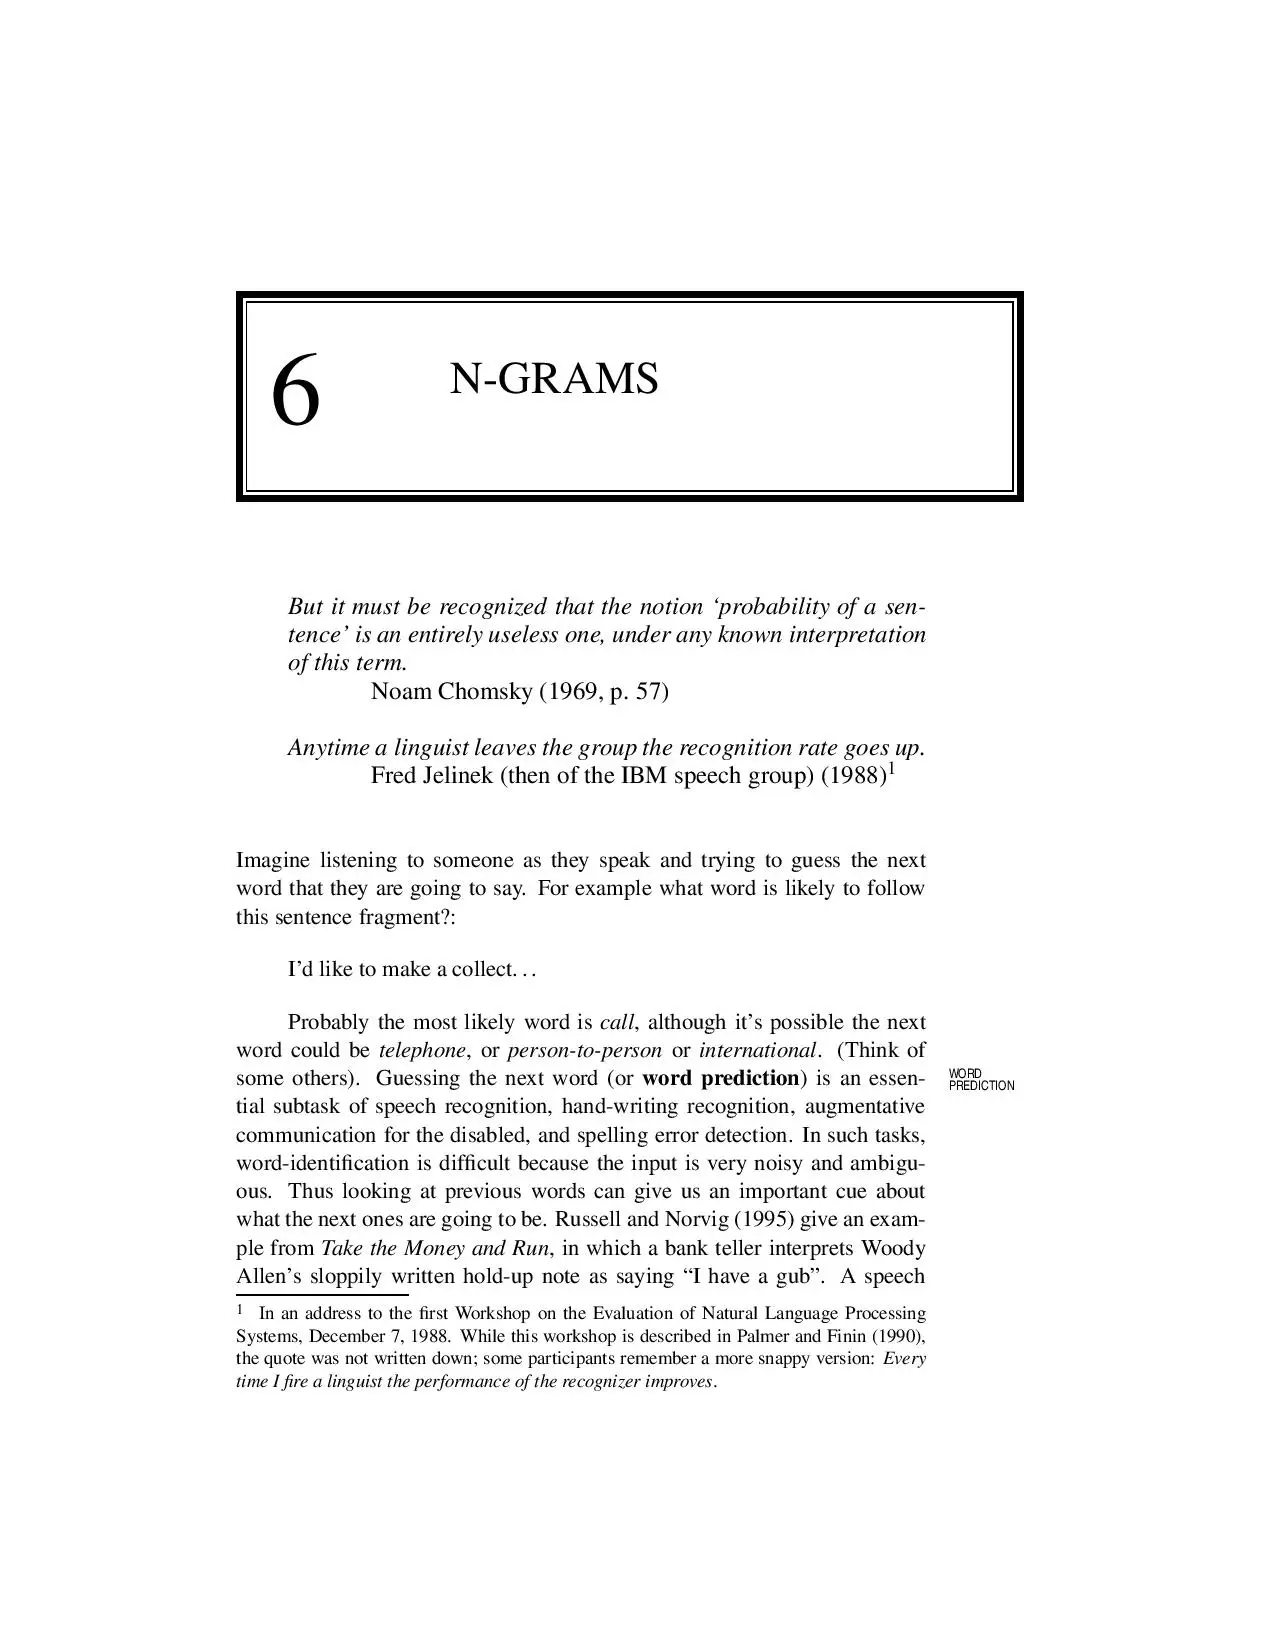 6 N-GRAMS
But it must be recognized that the notion ‘probability of a sen-
tence’ is an entirely useless one, under any known interpretation
of this term.
Noam Chomsky (1969, p. 57)
Anytime a linguist leaves the group the recognition rate goes up.
Fred Jelinek (then of the IBM speech group) (1988)1
Imagine listening to someone as they speak and trying to guess the next
word that they are going to say. For example what word is likely to follow
this sentence fragment?:
I’d like to make a collect. . .
Probably the most likely word is call, although it’s possible the next
word could be telephone, or person-to-person or international. (Think of
some others). Guessing the next word (or word prediction) is an essen-
WORD
PREDICTION
tial subtask of speech recognition, hand-writing recognition, augmentative
communication for the disabled, and spelling error detection. In such tasks,
word-identification is difficult because the input is very noisy and ambigu-
ous. Thus looking at previous words can give us an important cue about
what the next ones are going to be. Russell and Norvig (1995) give an exam-
ple from Take the Money and Run, in which a bank teller interprets Woody
Allen’s sloppily written hold-up note as saying “I have a gub”. A speech
1 In an address to the first Workshop on the Evaluation of Natural Language Processing
Systems, December 7, 1988. While this workshop is described in Palmer and Finin (1990),
the quote was not written down; some participants remember a more snappy version: Every
time I fire a linguist the performance of the recognizer improves.